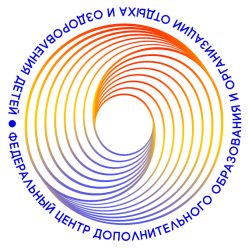 ФЕДЕРАЛЬНЫЙ ЦЕНТР ДОПОЛНИТЕЛЬНОГО ОБРАЗОВАНИЯ И ОРГАНИЗАЦИИ ОТДЫХА И ОЗДОРОВЛЕНИЯ ДЕТЕЙ •